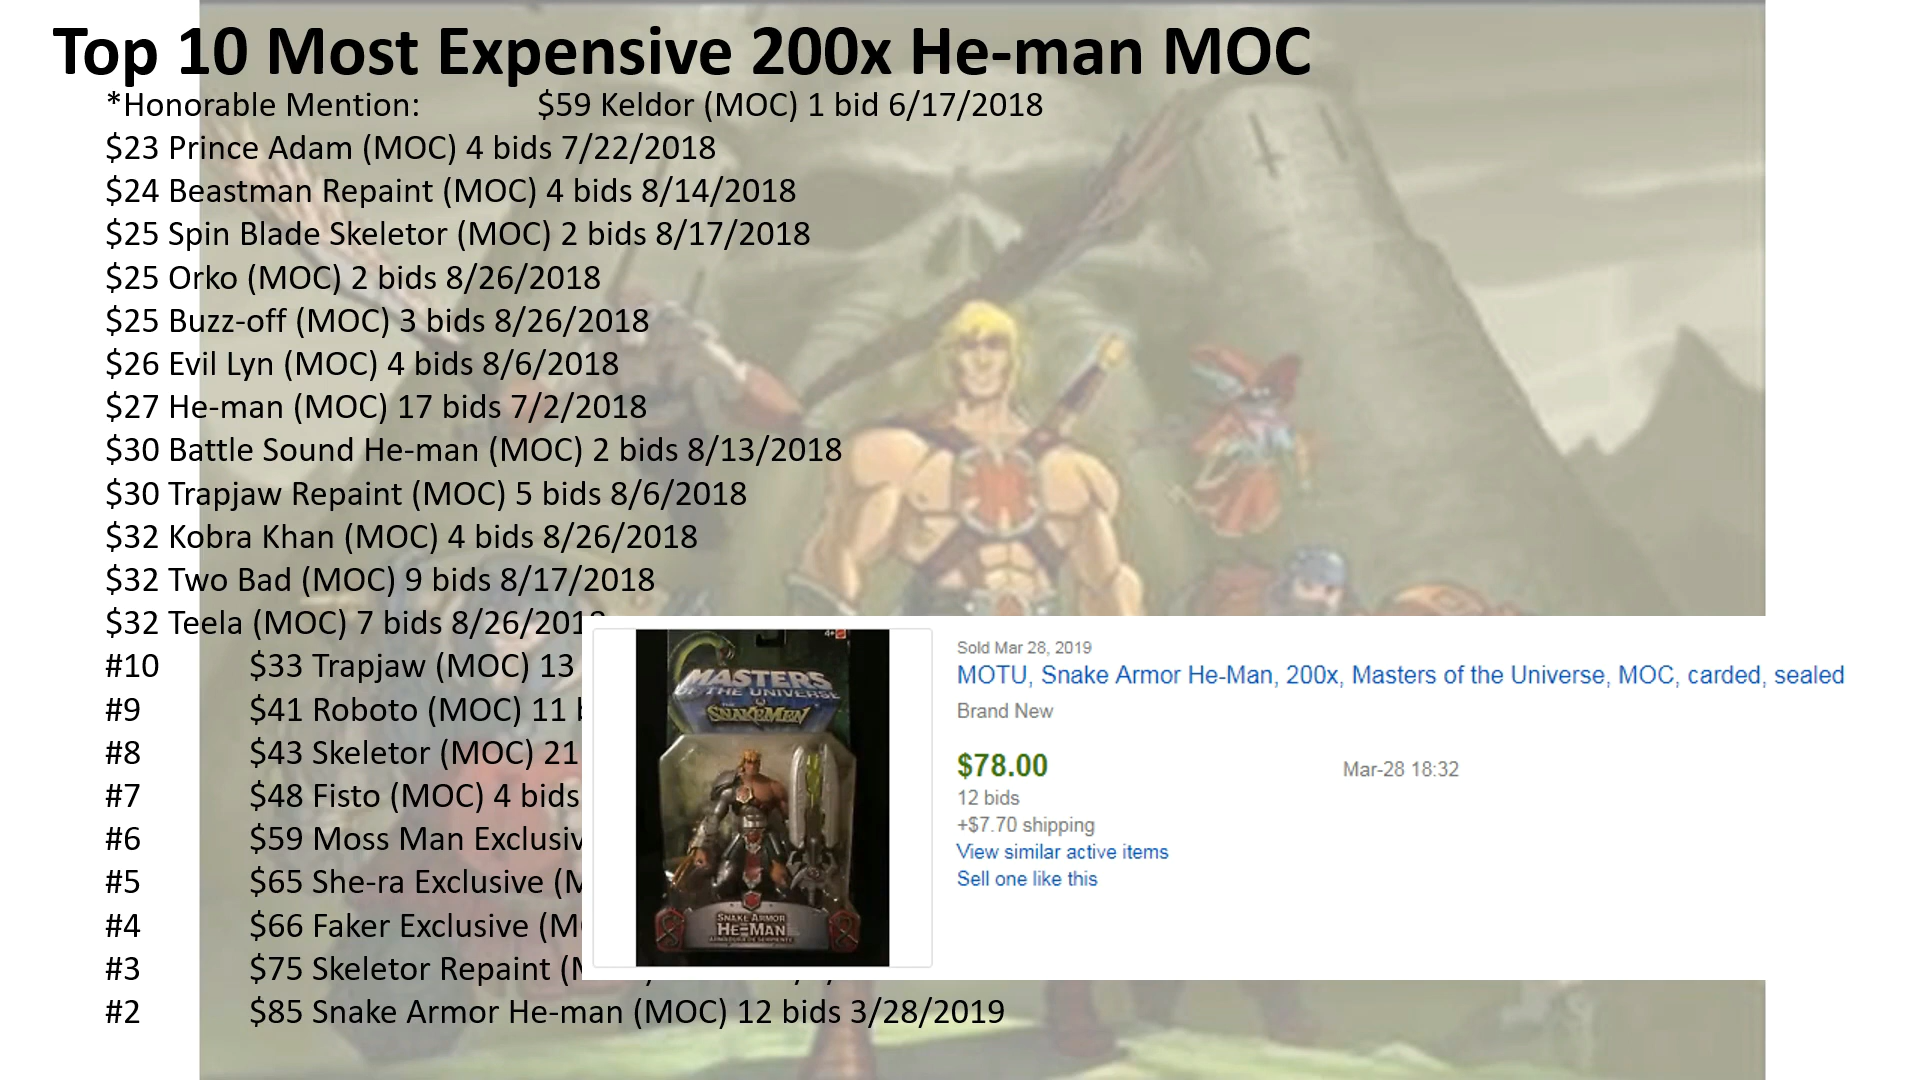 Top 10 Most Expensive 200x He-man MOC
*Honorable Mention: $59 Keldor (MOC) 1 bid 6/17/2018
$23 Prince Adam (MOC) 4 bids 7/22/2018
$24 Beastman Repaint (MOC) 4 bids 8/14/2018
$25 Spin Blade Skeletor (MOC) 2 bids 8/17/2018
$25 Orko (MOC) 2 bids 8/26/2018
$25 Buzz-off (MOC) 3 bids 8/26/2018
$26 Evil Lyn (MOC) 4 bids 8/6/2018
$27 He-man (MOC) 17 bids 7/2/2018
$30 Battle Sound He-man (MOC) 2 bids 8/13/2018
$30 Trapjaw Repaint (MOC) 5 bids 8/6/2018
$32 Kobra Khan (MOC) 4 bids 8/26/2018
$32 Two Bad (MOC) 9 bids 8/17/2018
$32 Teela (MOC) 7 bids
#10 $33 Trapjaw (MOC) 13
#9 $41 Roboto (MOC) 11
#8 $43 Skeletor (MOC) 21
#7 $48 Fisto (MOC) 4 bids
#6 $59 Moss Man
#5 $65 She-ra Exclusive
#4 $66 Faker Exclusive
#3 $75 Skeletor Repaint
#2 $85 Snake Armor He-man (MOC) 12 bids 3/28/2019
4+
MASTERS
OF THE UNIVERSE
VS
THE
SNAKEMEN
SNAKE ARMOR
HE-MAN
Sold Mar 28, 2019
MOTU, Snake Armor He-Man, 200x, Masters of the Universe, MOC, carded, sealed
Brand New
$78.00 Mar-28 18:32
12 bids
+$7.70 shipping
View similar active items
Sell one like this